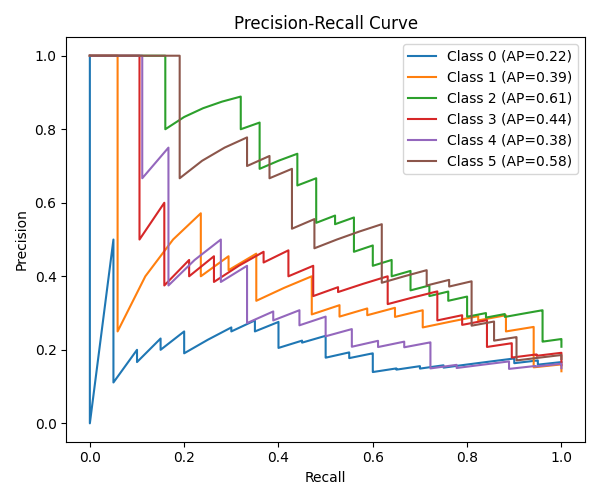 Precision-Recall Curve
Class 0 (AP=0.22)
Class 1 (AP=0.39)
Class 2 (AP=0.61)
Class 3 (AP=0.44)
Class 4 (AP=0.38)
Class 5 (AP=0.58)
Precision
1.0
0.8
0.6
0.4
0.2
0.0
0.0 0.2 0.4 0.6 0.8 1.0
Recall